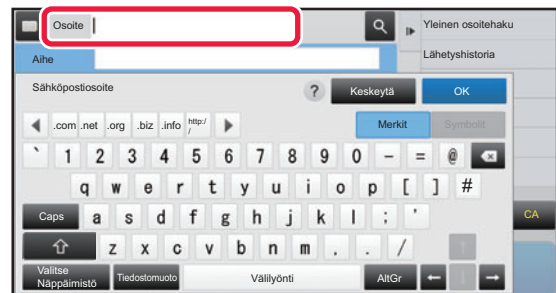 Osoite
Yleinen osoitehaku
Aihe
Lähetyshistoria
Sähköpostiosoite ? Keskeytä OK
.com .net .org .biz .info http:/
/
Merkit Symbolit
` 1 2 3 4 5 6 7 8 9 0 - = @
q w e r t y u i o p [ ] #
Caps a s d f g h j k l ; '
CA
z x c v b n m , . /
Valitse
Näppäimistö
Tiedostomuoto Välilyönti AltGr